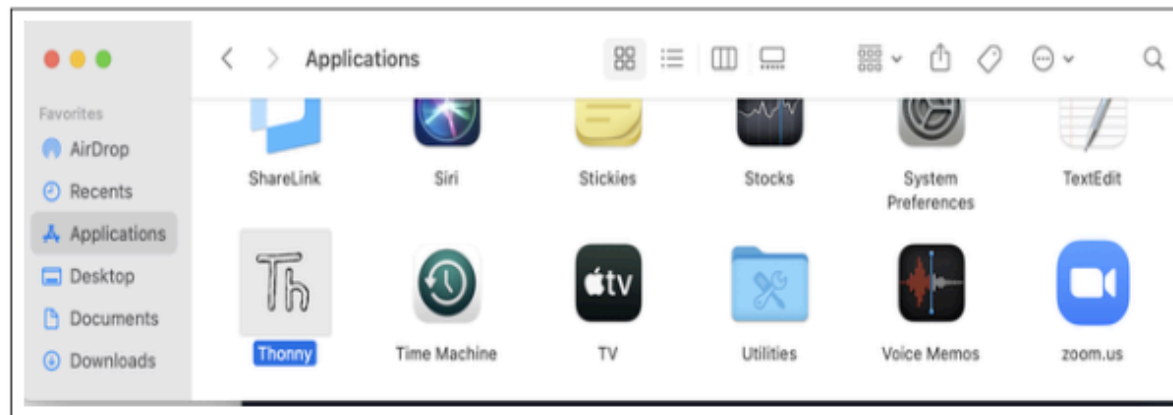 Applications
Favorites
AirDrop
Recents
Applications
Desktop
Documents
Downloads
ShareLink
Siri
Stickies
Stocks
System
Preferences
TextEdit
Th
tv
Thonny
Time Machine
TV
Utilities
Voice Memos
zoom.us